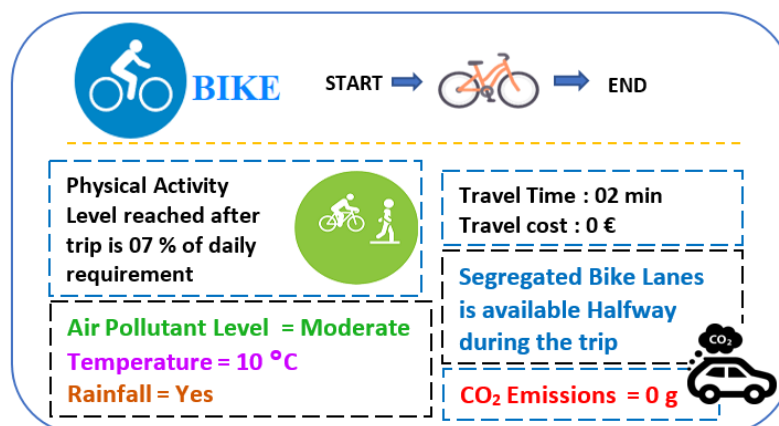 BIKE
START
END
Physical Activity
Level reached after
trip is 07 % of daily
requirement
Travel Time : 02 min
Travel cost : 0 €
Segregated Bike Lanes
is available Halfway
during the trip
Air Pollutant Level = Moderate
Temperature = 10 °C
Rainfall = Yes
CO₂
CO₂ Emissions = 0 g